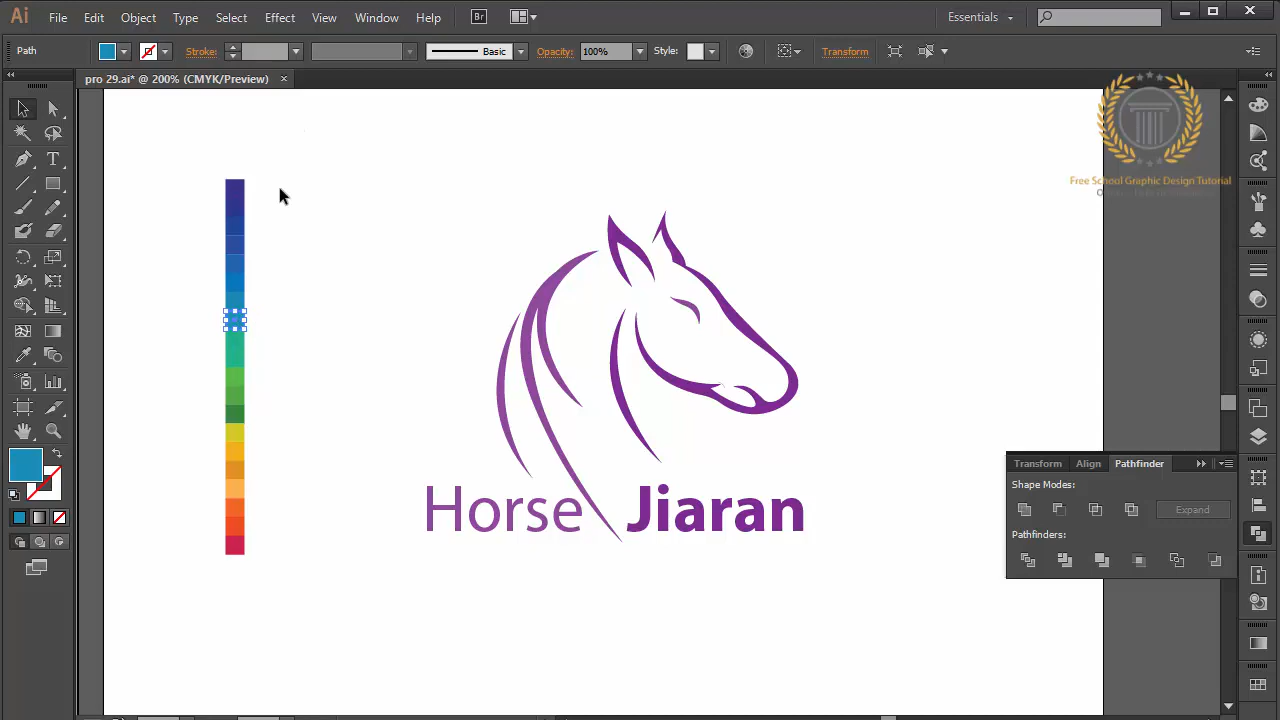 Ai File Edit Object Type Select Effect View Window Help Br Essentials
Path Stroke: Basic Opacity: 100% Style: Transform
pro 29.ai* @ 200% (CMYK/Preview)
Free School Graphic Design Tutorial
Horse Jiaran
Transform Align Pathfinder
Shape Modes:
Expand
Pathfinders: